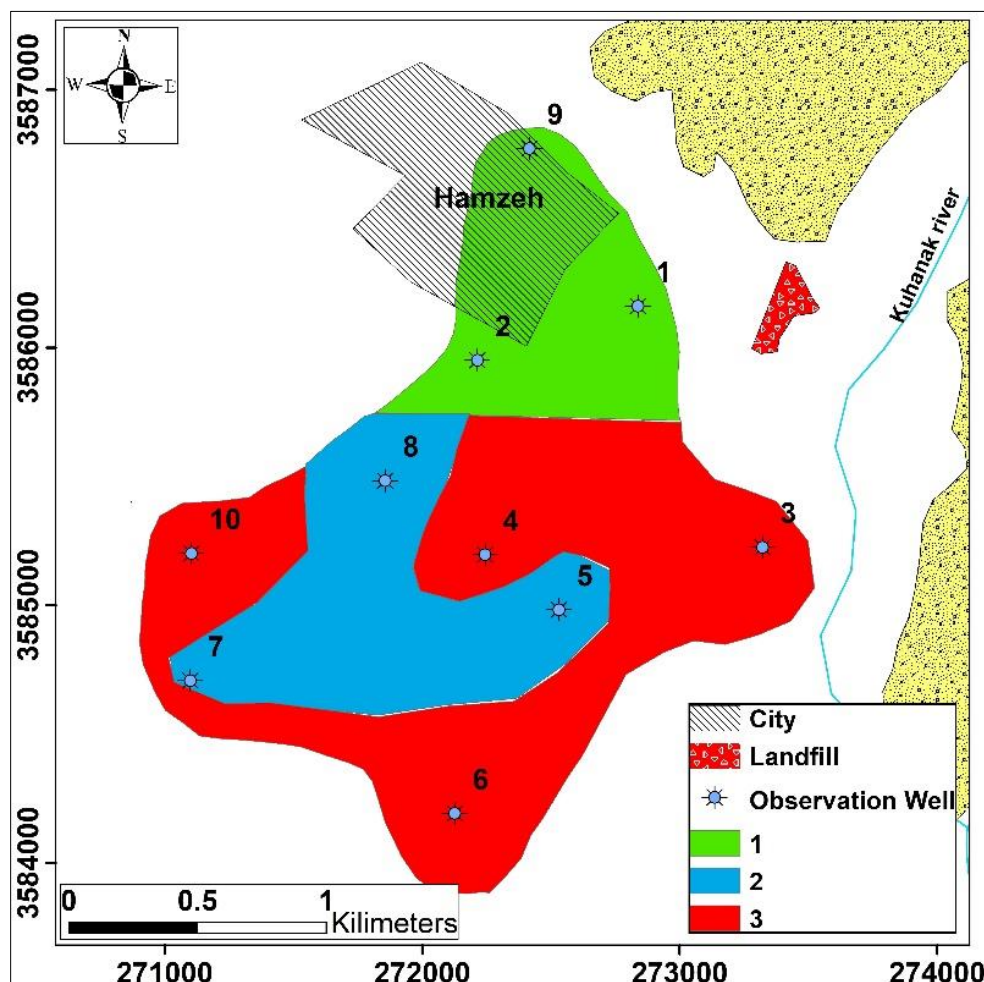 N
W E
S
3587000
3586000
3585000
3584000
9
Hamzeh
1
2
Kuhanak river
8
10
4
3
5
7
6
City
Landfill
Observation Well
1
2
3
0 0.5 1
Kilimeters
271000 272000 273000 274000